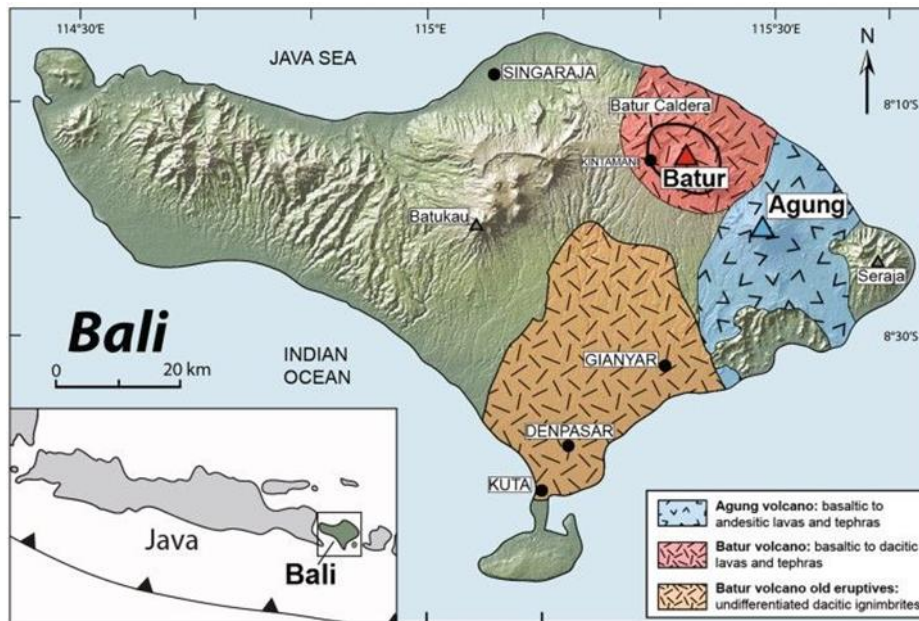 114°30'E
115°E
115°30'E
JAVA SEA
N
SINGARAJA
8°10'S
Batur Caldera
KINTAMANI
Batur
Agung
Batukau
Seraja
8°30'S
Bali
0 20 km
INDIAN
OCEAN
GIANYAR
DENPASAR
KUTA
Java
Bali
Agung volcano: basaltic to
andesitic lavas and tephras
Batur volcano: basaltic to dacitic
lavas and tephras
Batur volcano old eruptives:
undifferentiated dacitic ignimbrites